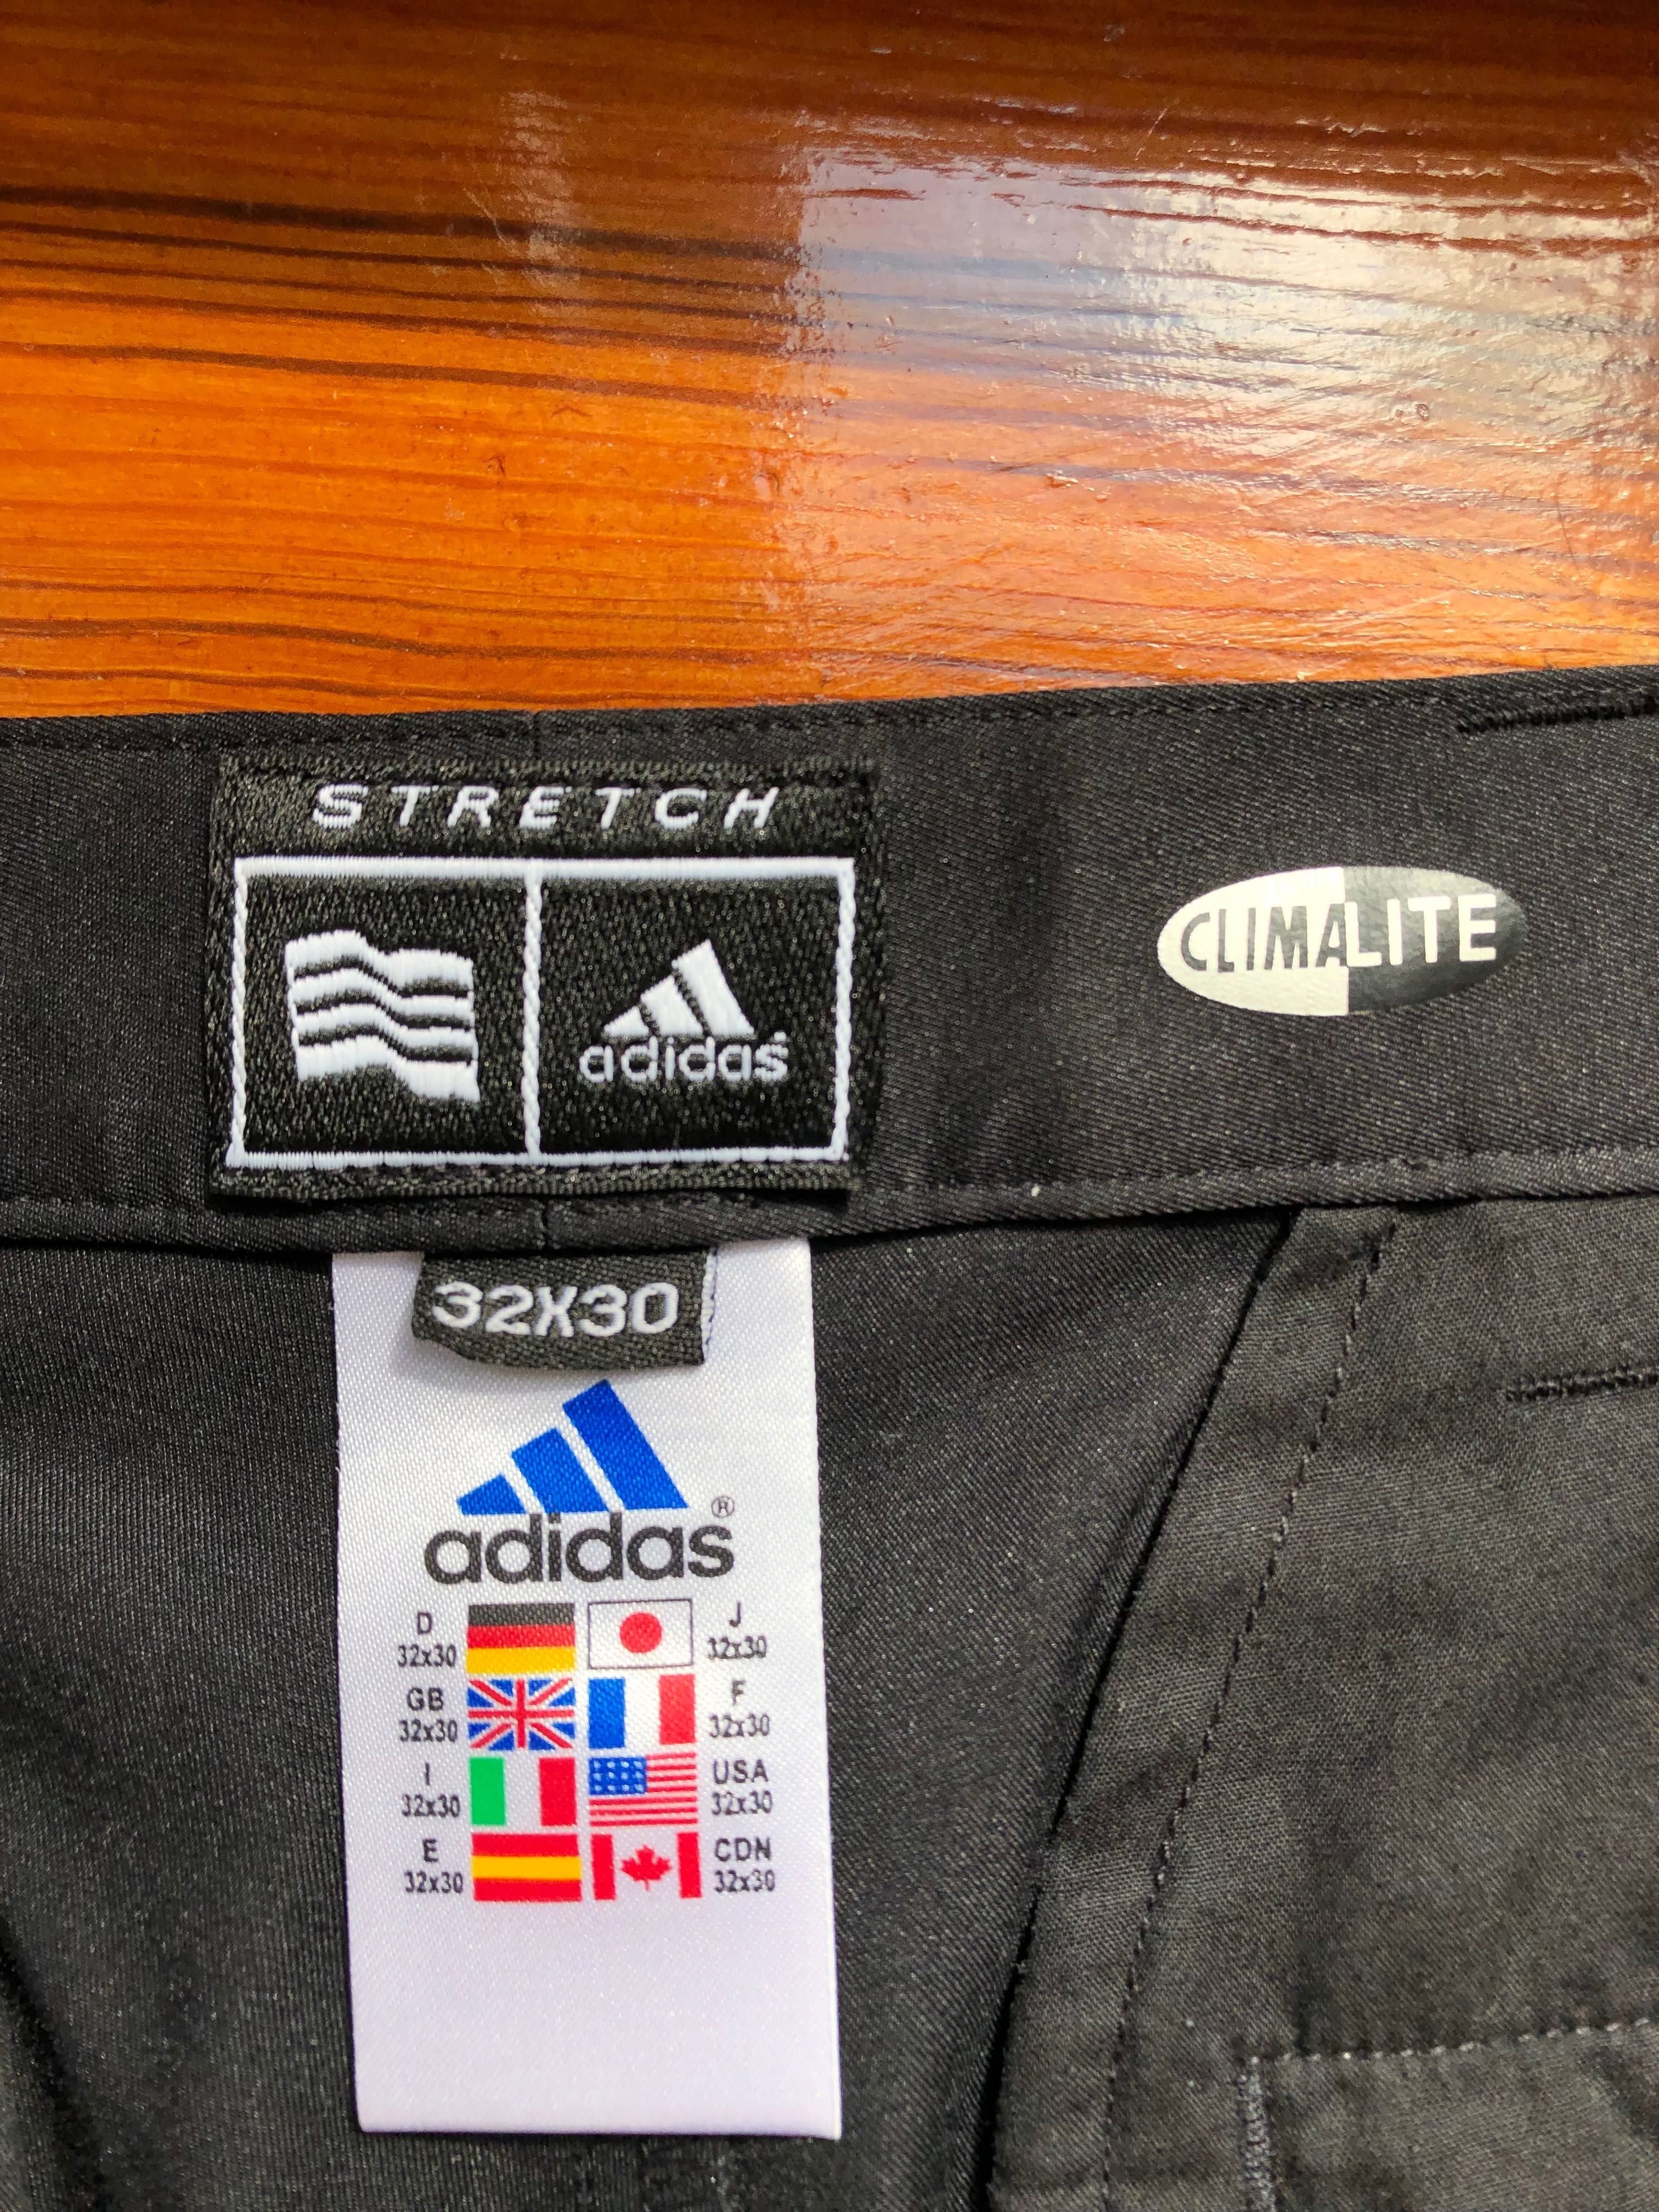 STRETCH
adidas
CLIMALITE
32X30
adidas®
D
32x30
J
32x30
GB
32x30
F
32x30
I
32x30
USA
32x30
E
32x30
CDN
32x30